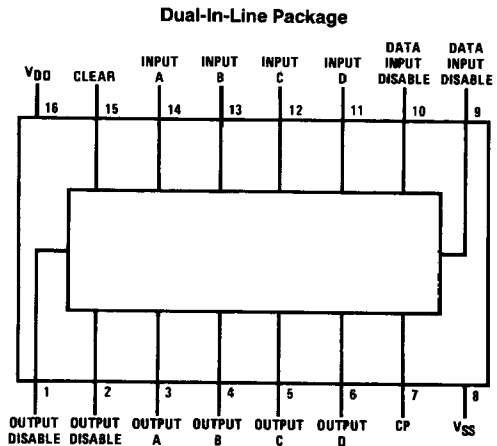 Dual-In-Line Package
VDD
CLEAR
INPUT
A
INPUT
B
INPUT
C
INPUT
D
DATA
INPUT
DISABLE
DATA
INPUT
DISABLE
16 15 14 13 12 11 10 9
1 2 3 4 5 6 7 8
OUTPUT
DISABLE
OUTPUT
DISABLE
OUTPUT
A
OUTPUT
B
OUTPUT
C
OUTPUT
D
CP
VSS